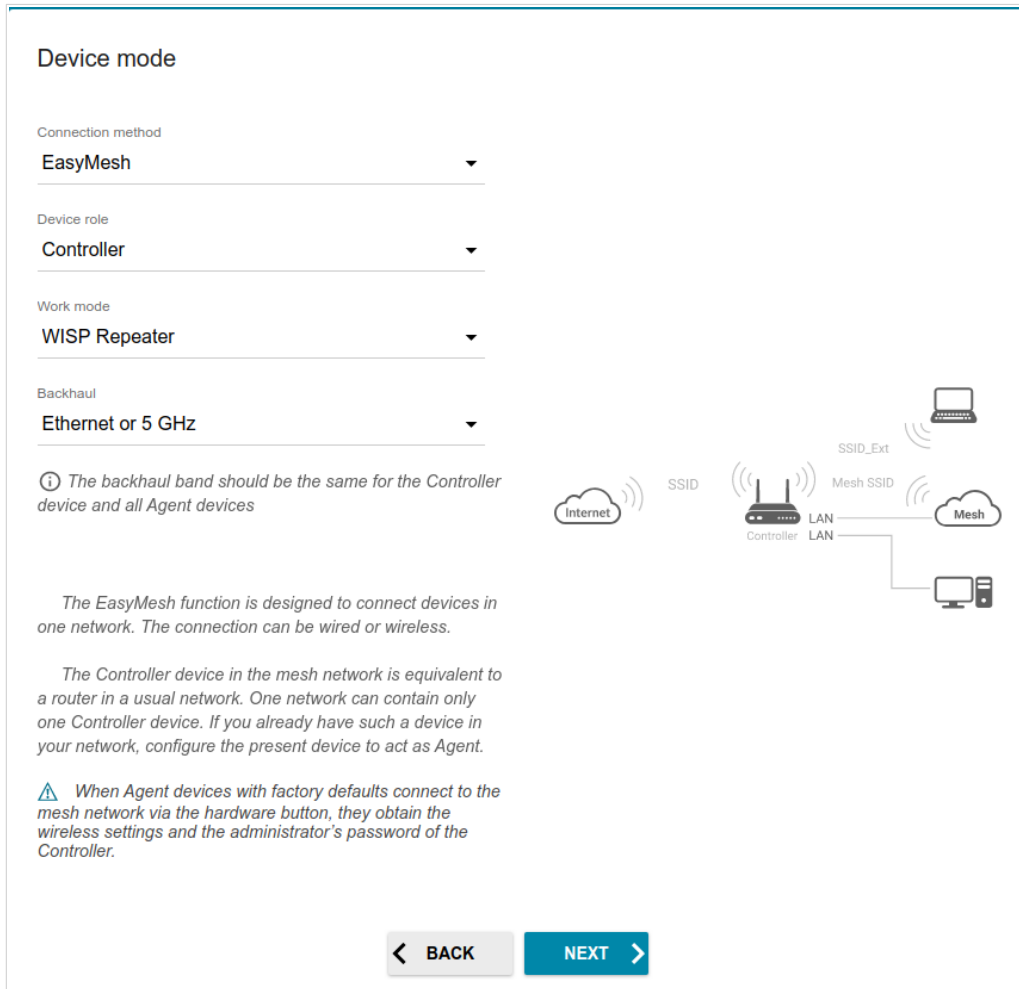 Device mode
Connection method
EasyMesh
Device role
Controller
Work mode
WISP Repeater
Backhaul
Ethernet or 5 GHz
The backhaul band should be the same for the Controller
device and all Agent devices
The EasyMesh function is designed to connect devices in
one network. The connection can be wired or wireless.
The Controller device in the mesh network is equivalent to
a router in a usual network. One network can contain only
one Controller device. If you already have such a device in
your network, configure the present device to act as Agent.
When Agent devices with factory defaults connect to the
mesh network via the hardware button, they obtain the
wireless settings and the administrator’s password of the
Controller.
SSID_Ext
SSID
Mesh SSID
Internet
LAN
Mesh
Controller
LAN
BACK
NEXT